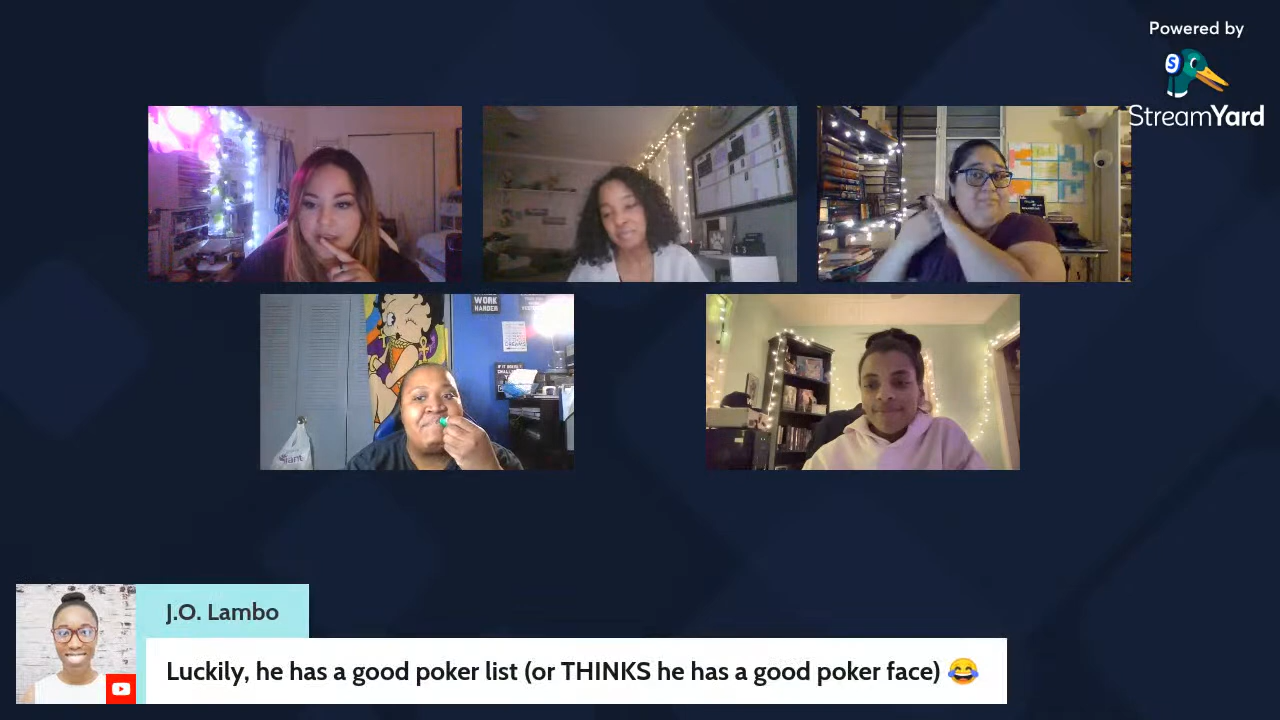 Powered by
StreamYard
WORK
HARDER
J.O. Lambo
Luckily, he has a good poker list (or THINKS he has a good poker face) 😂